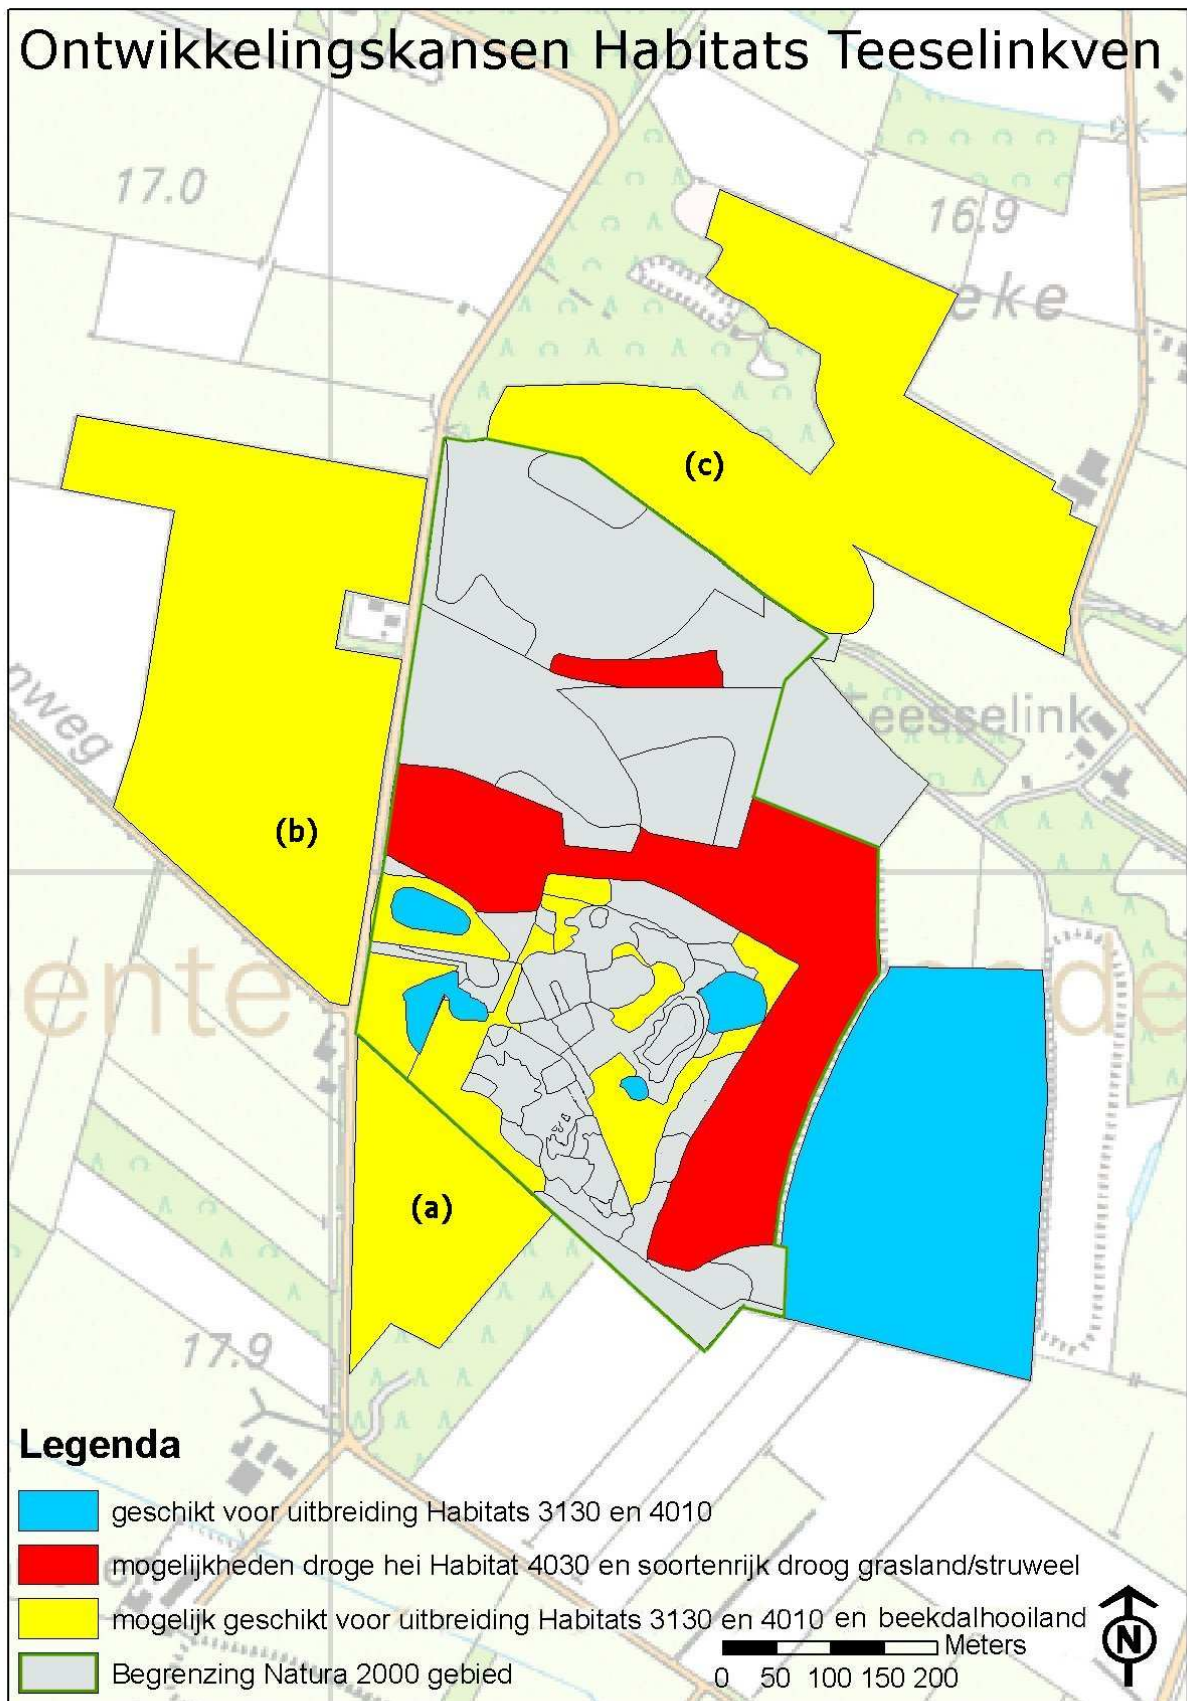 Ontwikkelingskansen Habitats Teeselinkven
17.0
16.9
eke
(c)
nweg
Teesselink
(b)
ente
de
(a)
17.9
Legenda
geschikt voor uitbreiding Habitats 3130 en 4010
mogelijkheden droge hei Habitat 4030 en soortenrijk droog grasland/struweel
mogelijk geschikt voor uitbreiding Habitats 3130 en 4010 en beekdalhooiland
Meters
Begrenzing Natura 2000 gebied
0 50 100 150 200
N